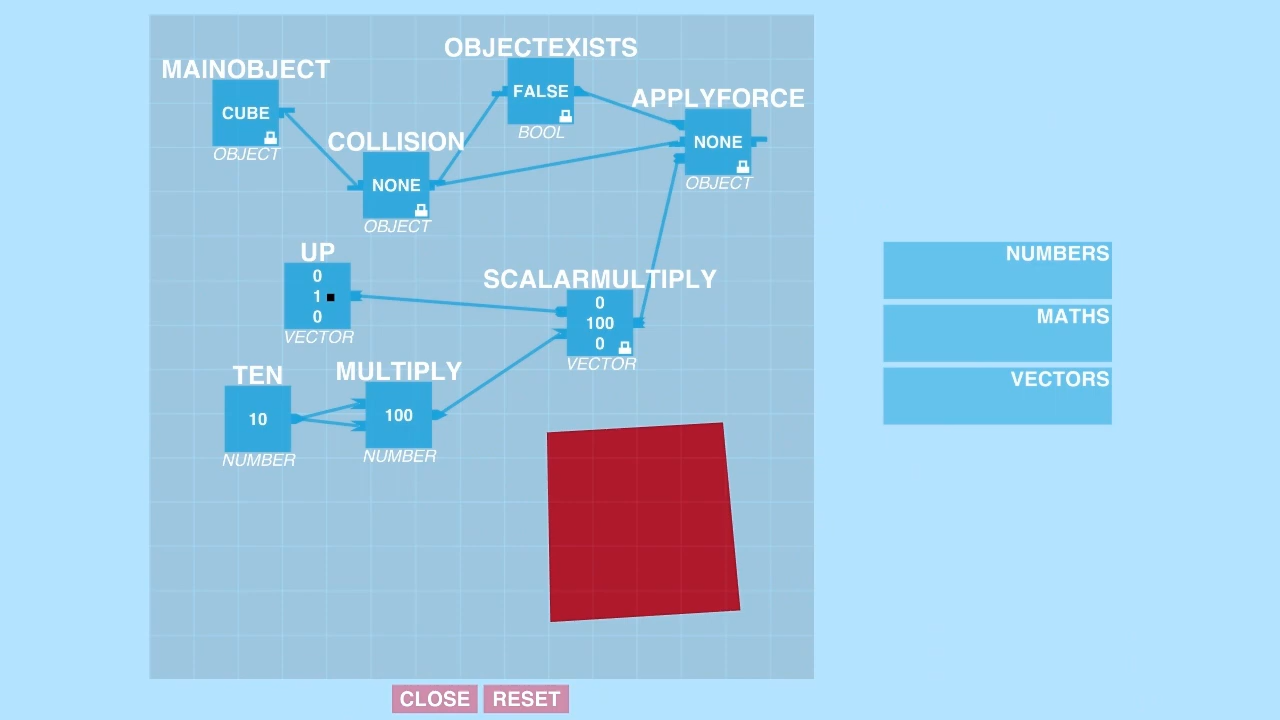 OBJECTEXISTS
MAINOBJECT
FALSE
APPLYFORCE
CUBE
BOOL
NONE
COLLISION
OBJECT
NONE
OBJECT
OBJECT
UP
0
1
0
VECTOR
SCALARMULTIPLY
0
100
0
VECTOR
TEN
MULTIPLY
10
100
NUMBER
NUMBER
NUMBERS
MATHS
VECTORS
CLOSE
RESET